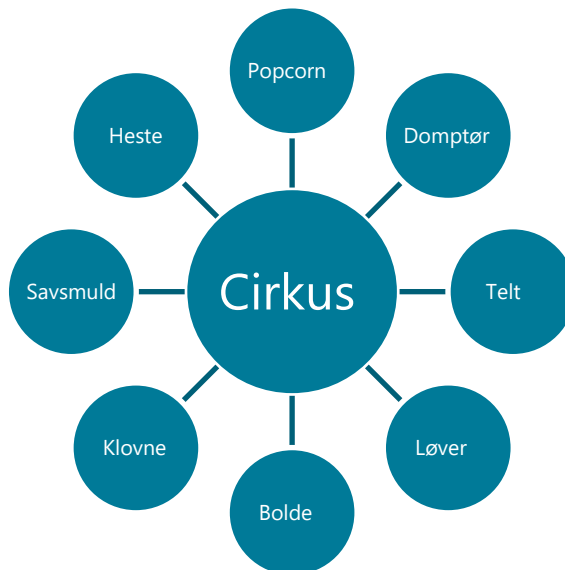 Popcorn
Heste
Domptør
Savsmuld
Cirkus
Telt
Klovne
Løver
Bolde